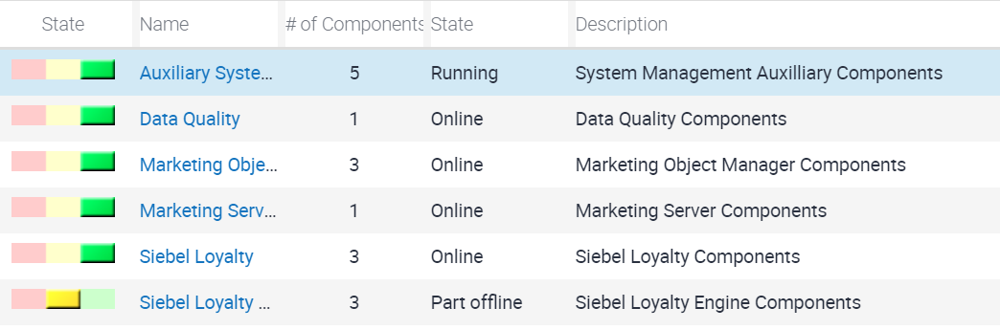 State Name # of Components State Description
Auxiliary Syste... 5 Running System Management Auxilliary Components
Data Quality 1 Online Data Quality Components
Marketing Obje... 3 Online Marketing Object Manager Components
Marketing Serv... 1 Online Marketing Server Components
Siebel Loyalty 3 Online Siebel Loyalty Components
Siebel Loyalty ... 3 Part offline Siebel Loyalty Engine Components